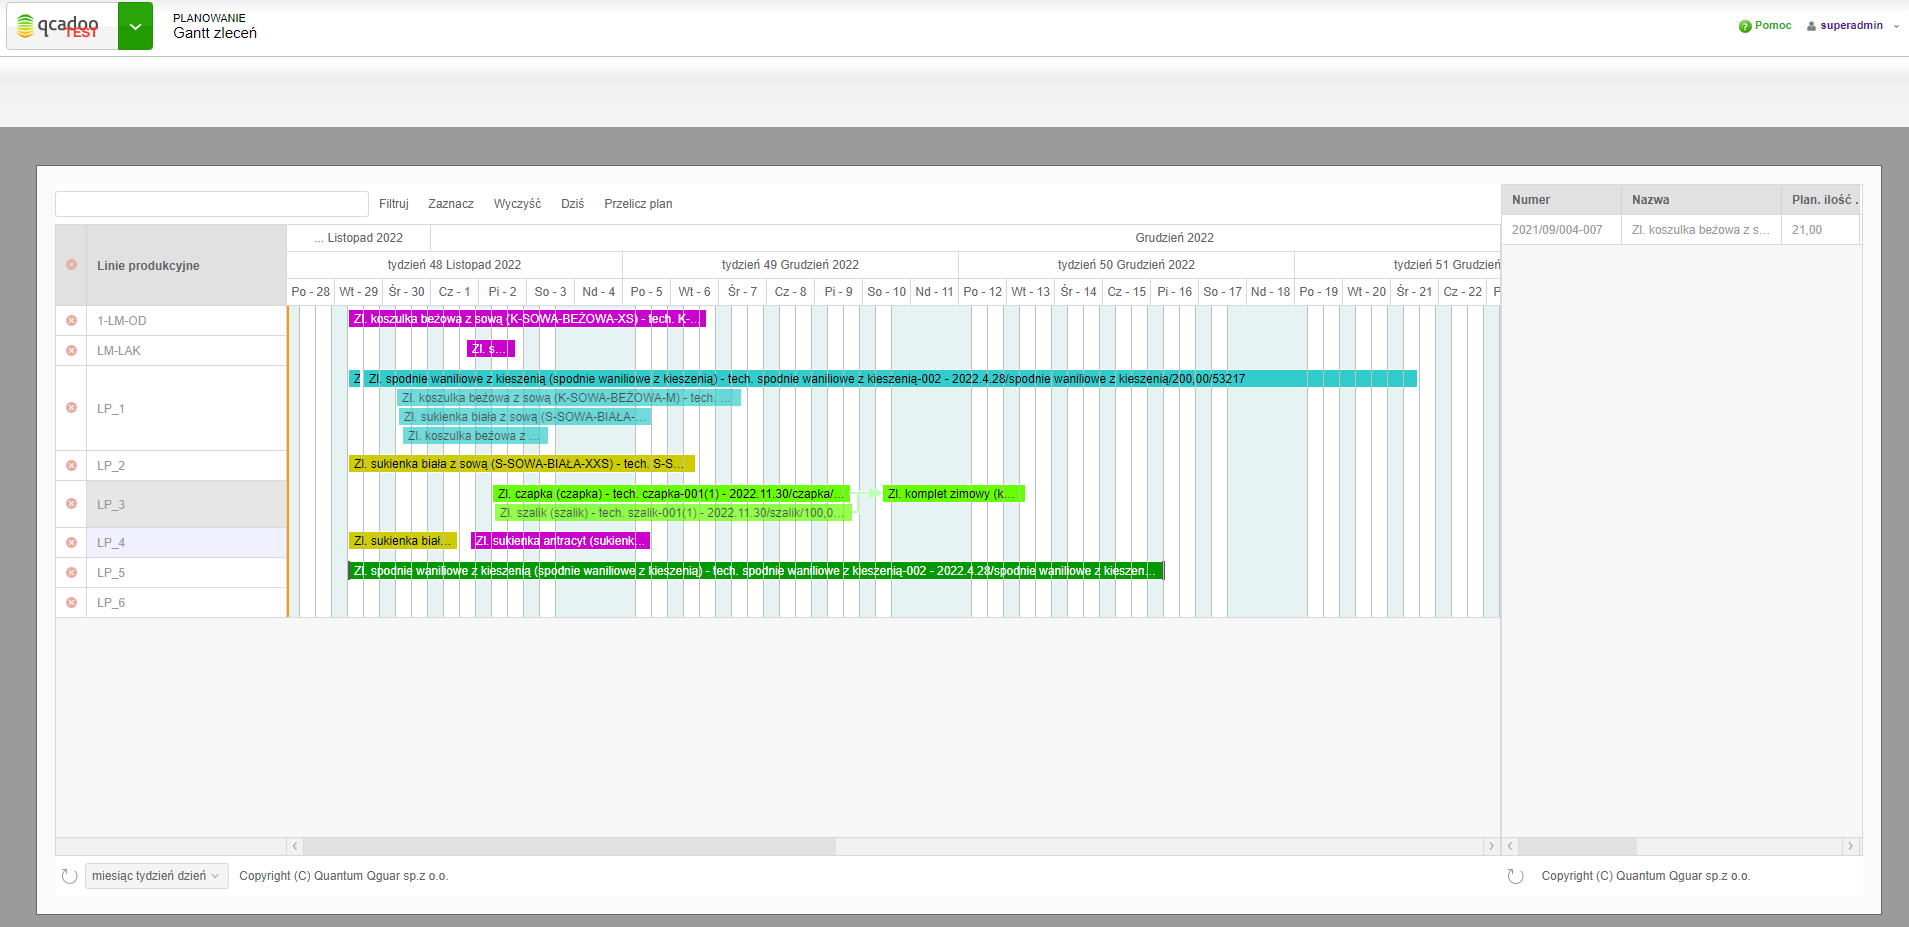 qcadoo
TEST
PLANOWANIE
Gantt zleceń
Pomoc
superadmin
Filtruj Zaznacz Wyczyść Dziś Przelicz plan
Linie produkcyjne
... Listopad 2022 Grudzień 2022
tydzień 48 Listopad 2022 tydzień 49 Grudzień 2022 tydzień 50 Grudzień 2022 tydzień 51 Grudzień
Po - 28 Wt - 29 Śr - 30 Cz - 1 Pi - 2 So - 3 Nd - 4 Po - 5 Wt - 6 Śr - 7 Cz - 8 Pi - 9 So - 10 Nd - 11 Po - 12 Wt - 13 Śr - 14 Cz - 15 Pi - 16 So - 17 Nd - 18 Po - 19 Wt - 20 Śr - 21 Cz - 22 P
1-LM-OD
Zl. koszulka beżowa z sową (K-SOWA-BEŻOWA-XS) - tech. K-...
LM-LAK
Zl. s...
LP_1
Z Zl. spodnie waniliowe z kieszenią (spodnie waniliowe z kieszenią) - tech. spodnie waniliowe z kieszenią-002 - 2022.4.28/spodnie waniliowe z kieszenią/200,00/53217
Zl. koszulka beżowa z sową (K-SOWA-BEŻOWA-M) - tech. ...
Zl. sukienka biała z sową (S-SOWA-BIAŁA-...
Zl. koszulka beżowa z ...
LP_2
Zl. sukienka biała z sową (S-SOWA-BIAŁA-XXS) - tech. S-S...
LP_3
Zl. czapka (czapka) - tech. czapka-001(1) - 2022.11.30/czapka/... Zl. komplet zimowy (k...
Zl. szalik (szalik) - tech. szalik-001(1) - 2022.11.30/szalik/100,0...
LP_4
Zl. sukienka biał... Zl. sukienka antracyt (sukienk...
LP_5
Zl. spodnie waniliowe z kieszenią (spodnie waniliowe z kieszenią) - tech. spodnie waniliowe z kieszenią-002 - 2022.4.28/spodnie waniliowe z kieszen...
LP_6
Numer Nazwa Plan. ilość .
2021/09/004-007 Zl. koszulka beżowa z s... 21,00
miesiąc tydzień dzień Copyright (C) Quantum Qguar sp.z o.o.
Copyright (C) Quantum Qguar sp.z o.o.